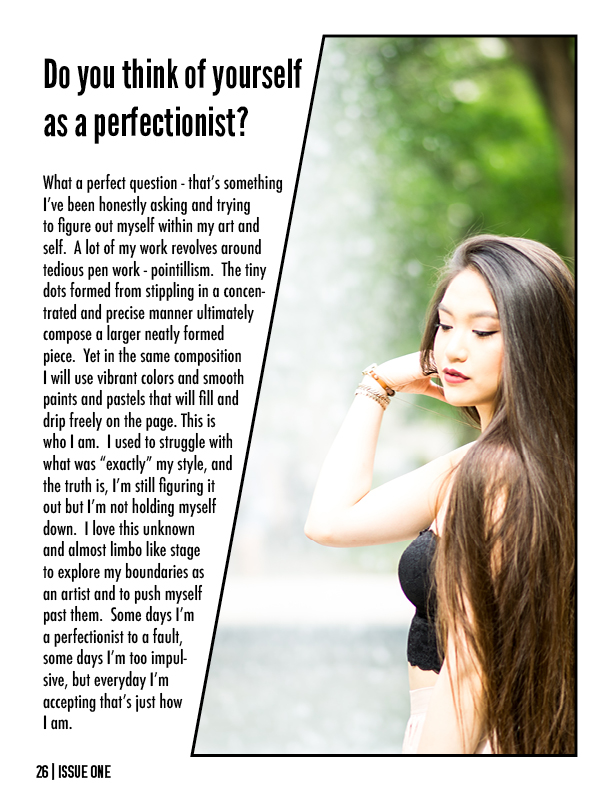 Do you think of yourself
as a perfectionist?
What a perfect question - that's something
I've been honestly asking and trying
to figure out myself within my art and
self.  A lot of my work revolves around
tedious pen work - pointillism.  The tiny
dots formed from stippling in a concen-
trated and precise manner ultimately
compose a larger neatly formed
piece.  Yet in the same composition
I will use vibrant colors and smooth
paints and pastels that will fill and
drip freely on the page. This is
who I am.  I used to struggle with
what was “exactly” my style, and
the truth is, I'm still figuring it
out but I'm not holding myself
down.  I love this unknown
and almost limbo like stage
to explore my boundaries as
an artist and to push myself
past them.  Some days I'm
a perfectionist to a fault,
some days I'm too impul-
sive, but everyday I'm
accepting that's just how
I am.
26 | ISSUE ONE